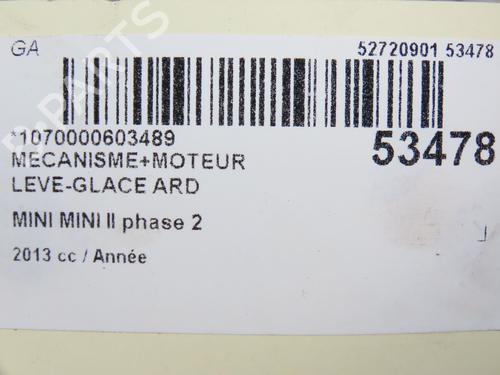 GA
52720901 53478
*1070000603489
53478
MECANISME+MOTEUR
LEVE-GLACE ARD
MINI MINI II phase 2
2013 cc / Année